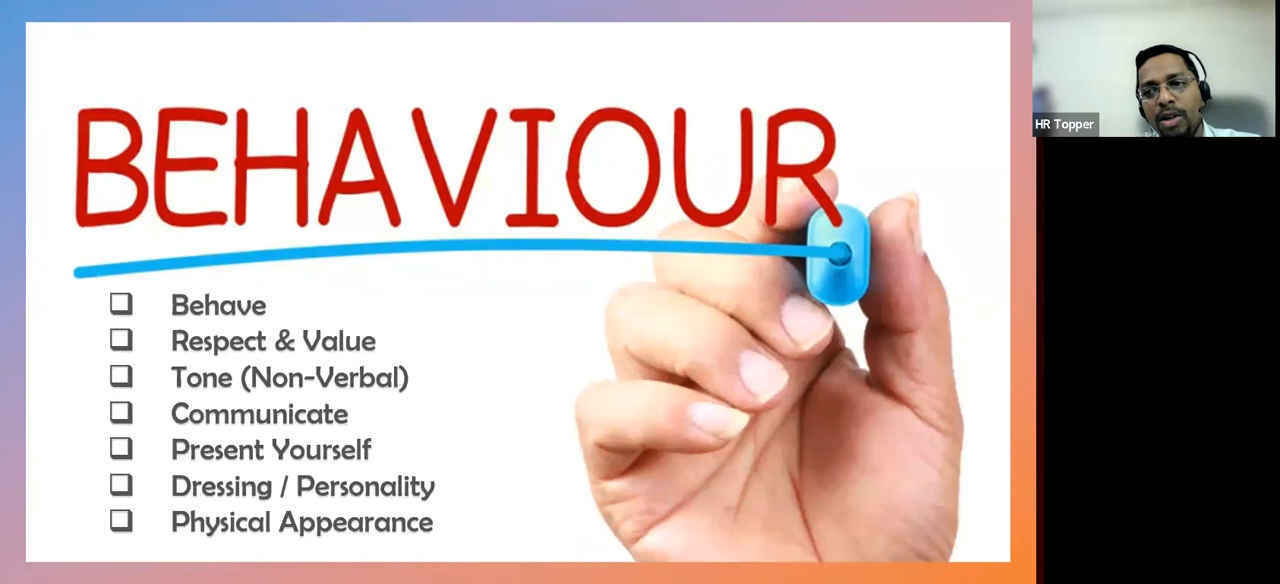 BEHAVIOUR
Behave
Respect & Value
Tone (Non-Verbal)
Communicate
Present Yourself
Dressing / Personality
Physical Appearance
HR Topper